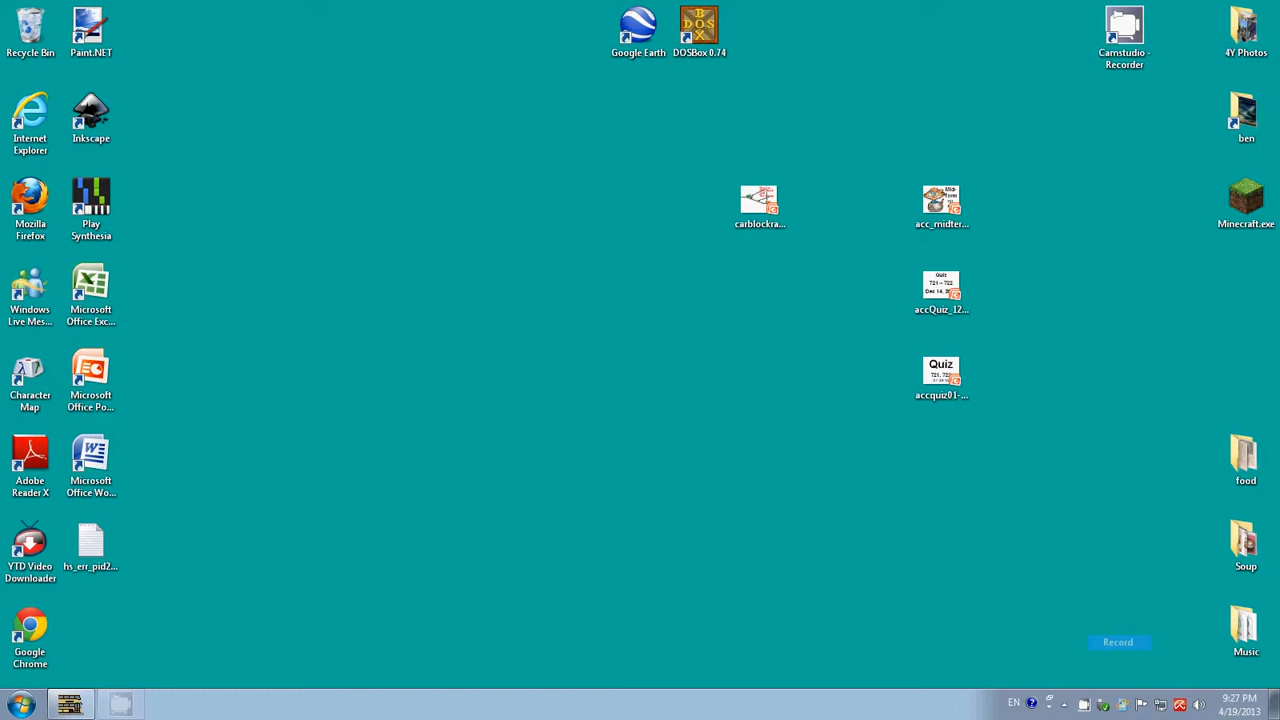 Recycle Bin
Paint.NET
Google Earth
DOSBox 0.74
Camstudio -
Recorder
4Y Photos
Internet
Explorer
Inkscape
ben
Mozilla
Firefox
Play
Synthesia
carblockra...
acc_midter...
Minecraft.exe
Windows
Live Mes...
Microsoft
Office Exc...
Quiz
721 – 722
accQuiz_12...
Character
Map
Microsoft
Office Po...
Quiz
accquiz01-...
Adobe
Reader X
Microsoft
Office Wo...
food
YTD Video
Downloader
hs_err_pid2...
Soup
Google
Chrome
Record
Music
EN
9:27 PM
4/19/2013